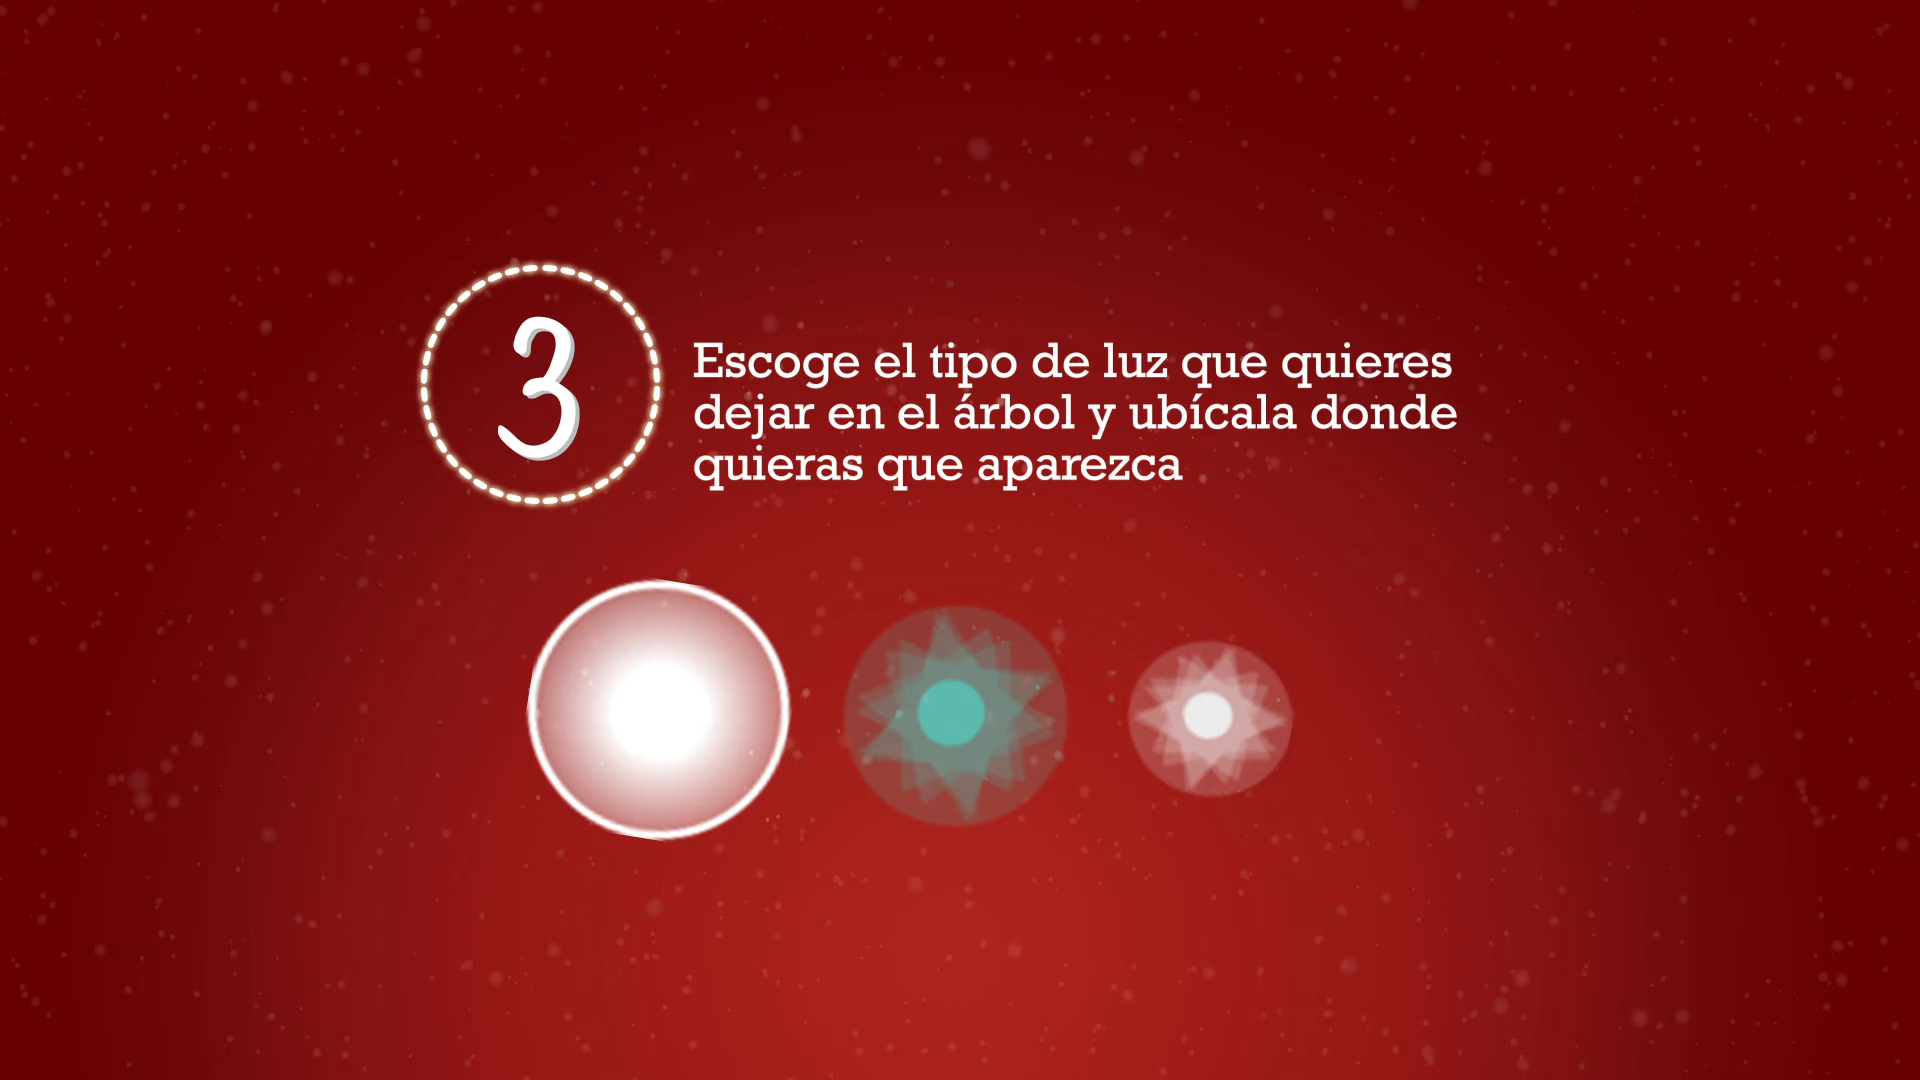 3
Escoge el tipo de luz que quieres
dejar en el árbol y ubícala donde
quieras que aparezca